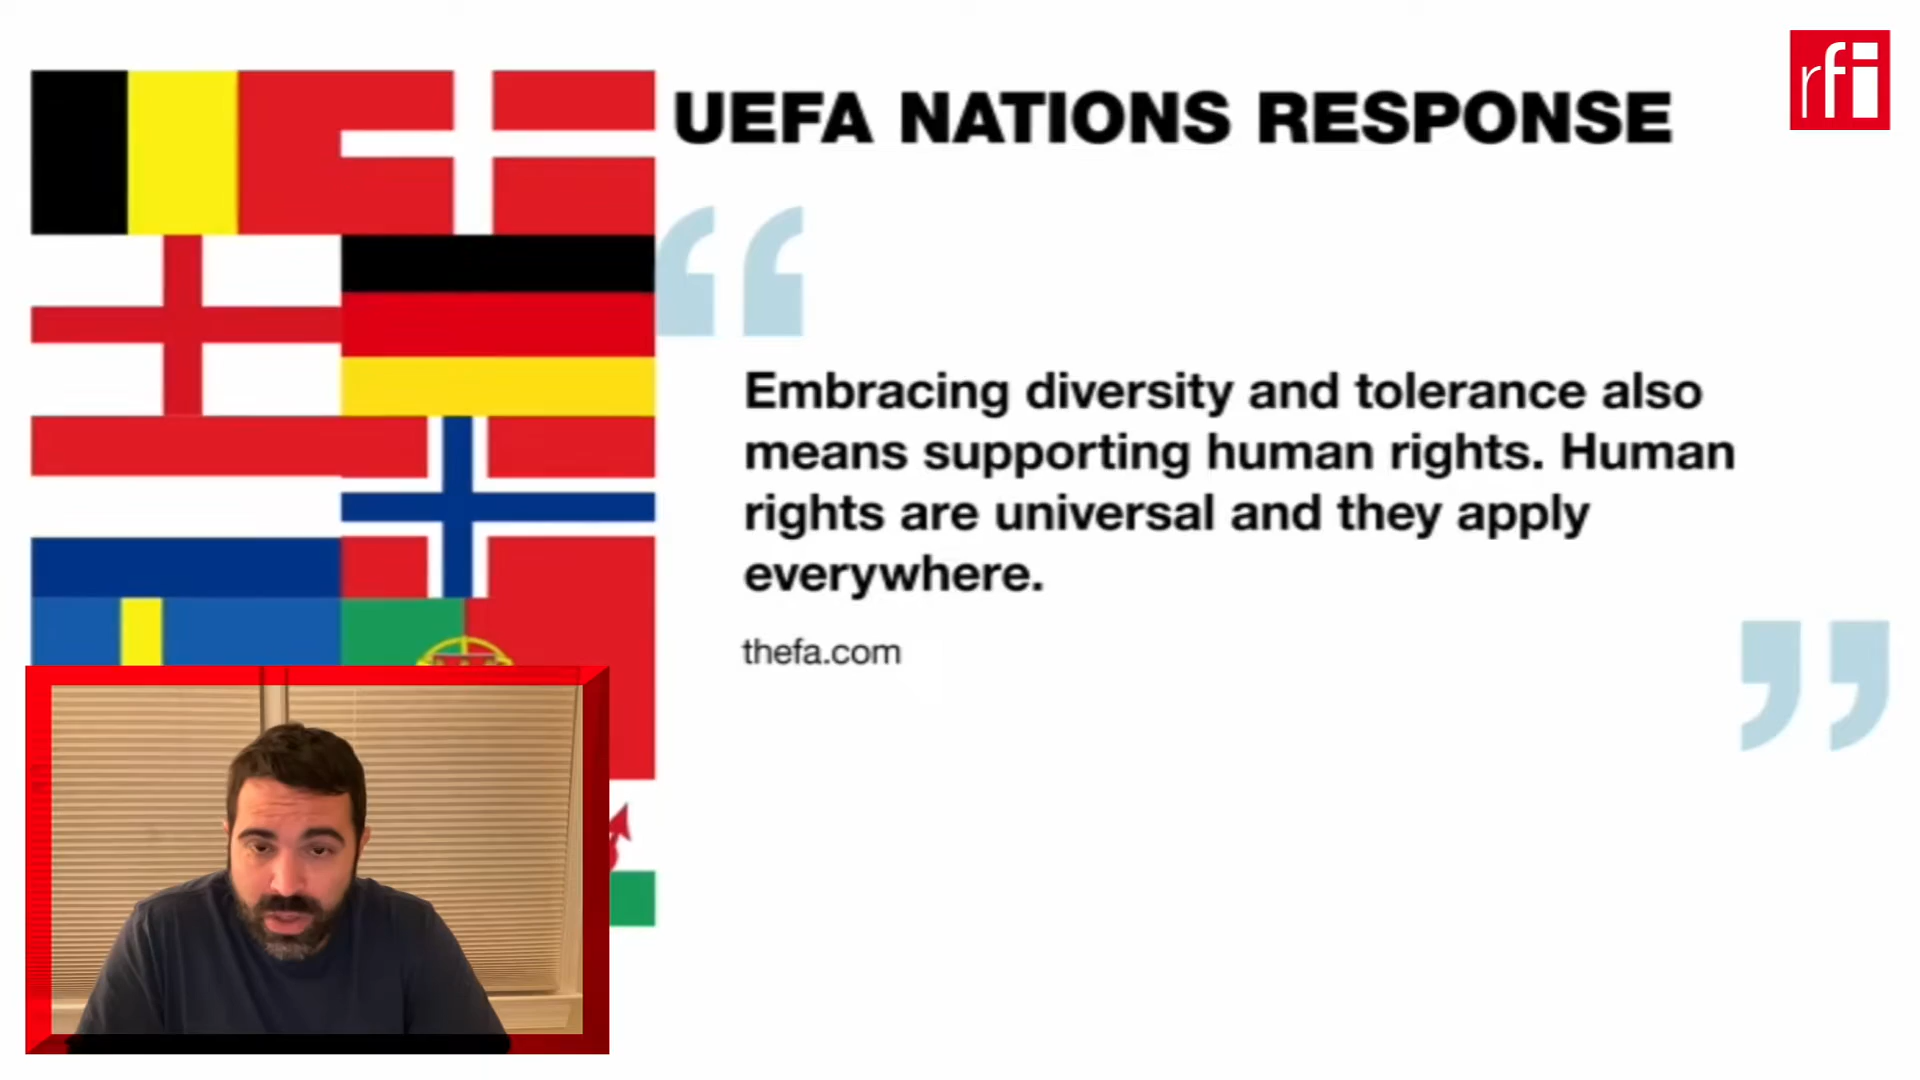 rfi
UEFA NATIONS RESPONSE
“
Embracing diversity and tolerance also
means supporting human rights. Human
rights are universal and they apply
everywhere.
”
thefa.com